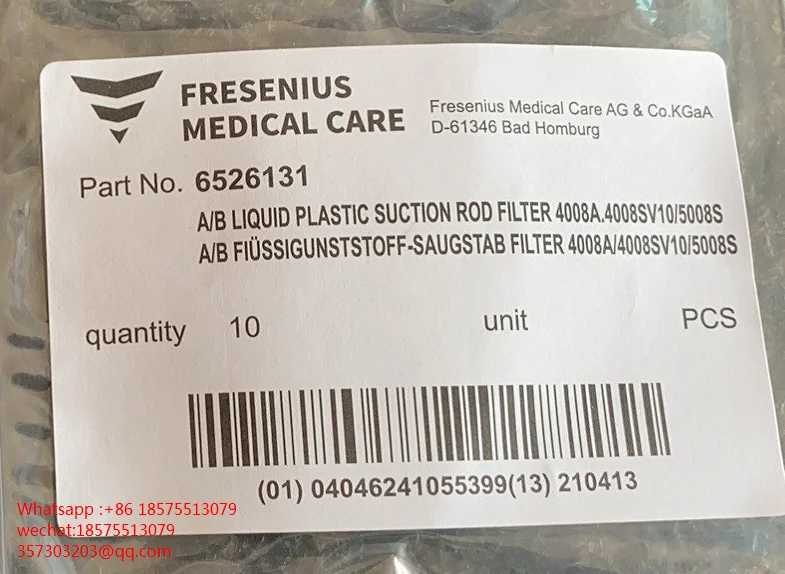 FRESENIUS
MEDICAL CARE
Fresenius Medical Care AG & Co.KGaA
D-61346 Bad Homburg
Part No. 6526131
A/B LIQUID PLASTIC SUCTION ROD FILTER 4008A.4008SV10/5008S
A/B FIÜSSIGUNSTSTOFF-SAUGSTAB FILTER 4008A/4008SV10/5008S
quantity 10 unit PCS
(01) 04046241055399(13) 210413
Whatsapp :+86 18575513079
wechat:18575513079
357303203@qq.com